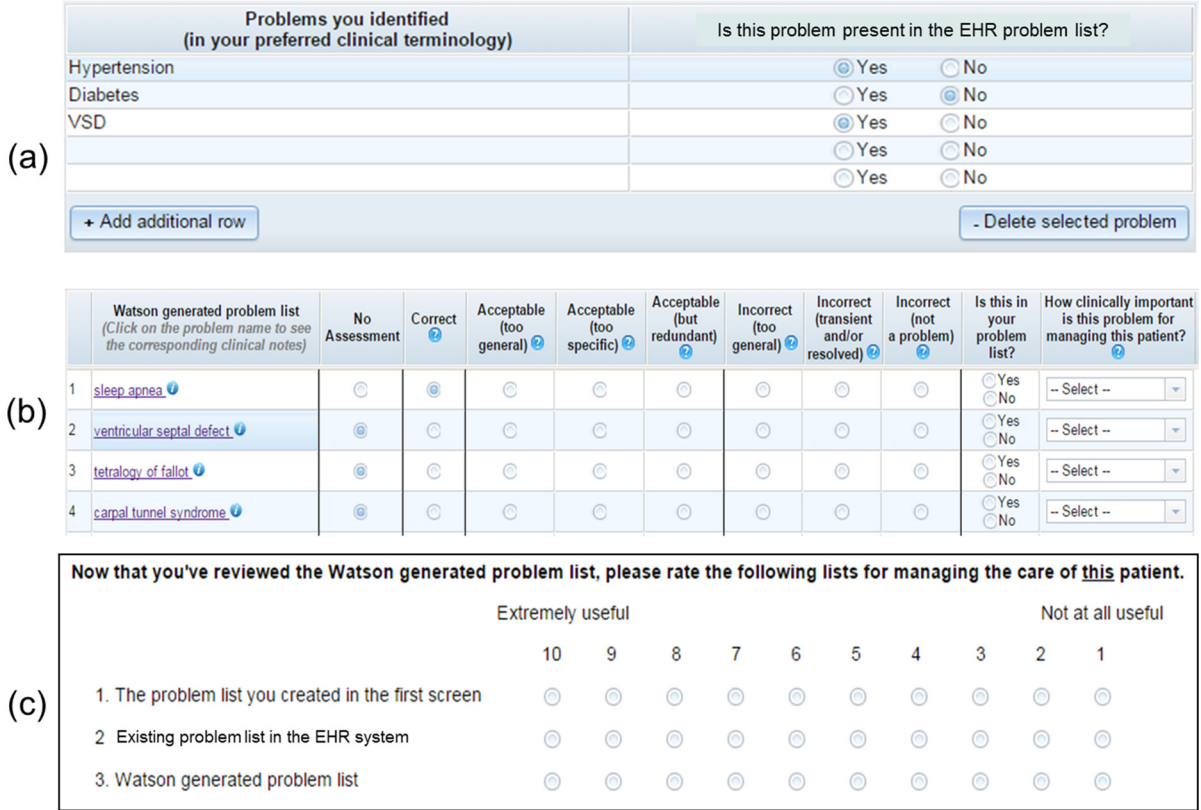 Problems you identified
(in your preferred clinical terminology)
Is this problem present in the EHR problem list?
Hypertension Yes No
Diabetes Yes No
VSD Yes No
Yes No
Yes No
(a)
+ Add additional row
- Delete selected problem
(b)
Watson generated problem list
(Click on the problem name to see
the corresponding clinical notes)
No
Assessment
Correct
?
Acceptable
(too
general) ?
Acceptable
(too
specific) ?
Acceptable
(but
redundant)
?
Incorrect
(too
general) ?
Incorrect
(transient
and/or
resolved) ?
Incorrect
(not
a problem)
?
Is this in
your
problem
list?
How clinically important
is this problem for
managing this patient?
?
1 sleep apnea i Yes No -- Select --
2 ventricular septal defect i Yes No -- Select --
3 tetralogy of fallot i Yes No -- Select --
4 carpal tunnel syndrome i Yes No -- Select --
(c)
Now that you've reviewed the Watson generated problem list, please rate the following lists for managing the care of this patient.
Extremely useful Not at all useful
10 9 8 7 6 5 4 3 2 1
1. The problem list you created in the first screen
2 Existing problem list in the EHR system
3. Watson generated problem list